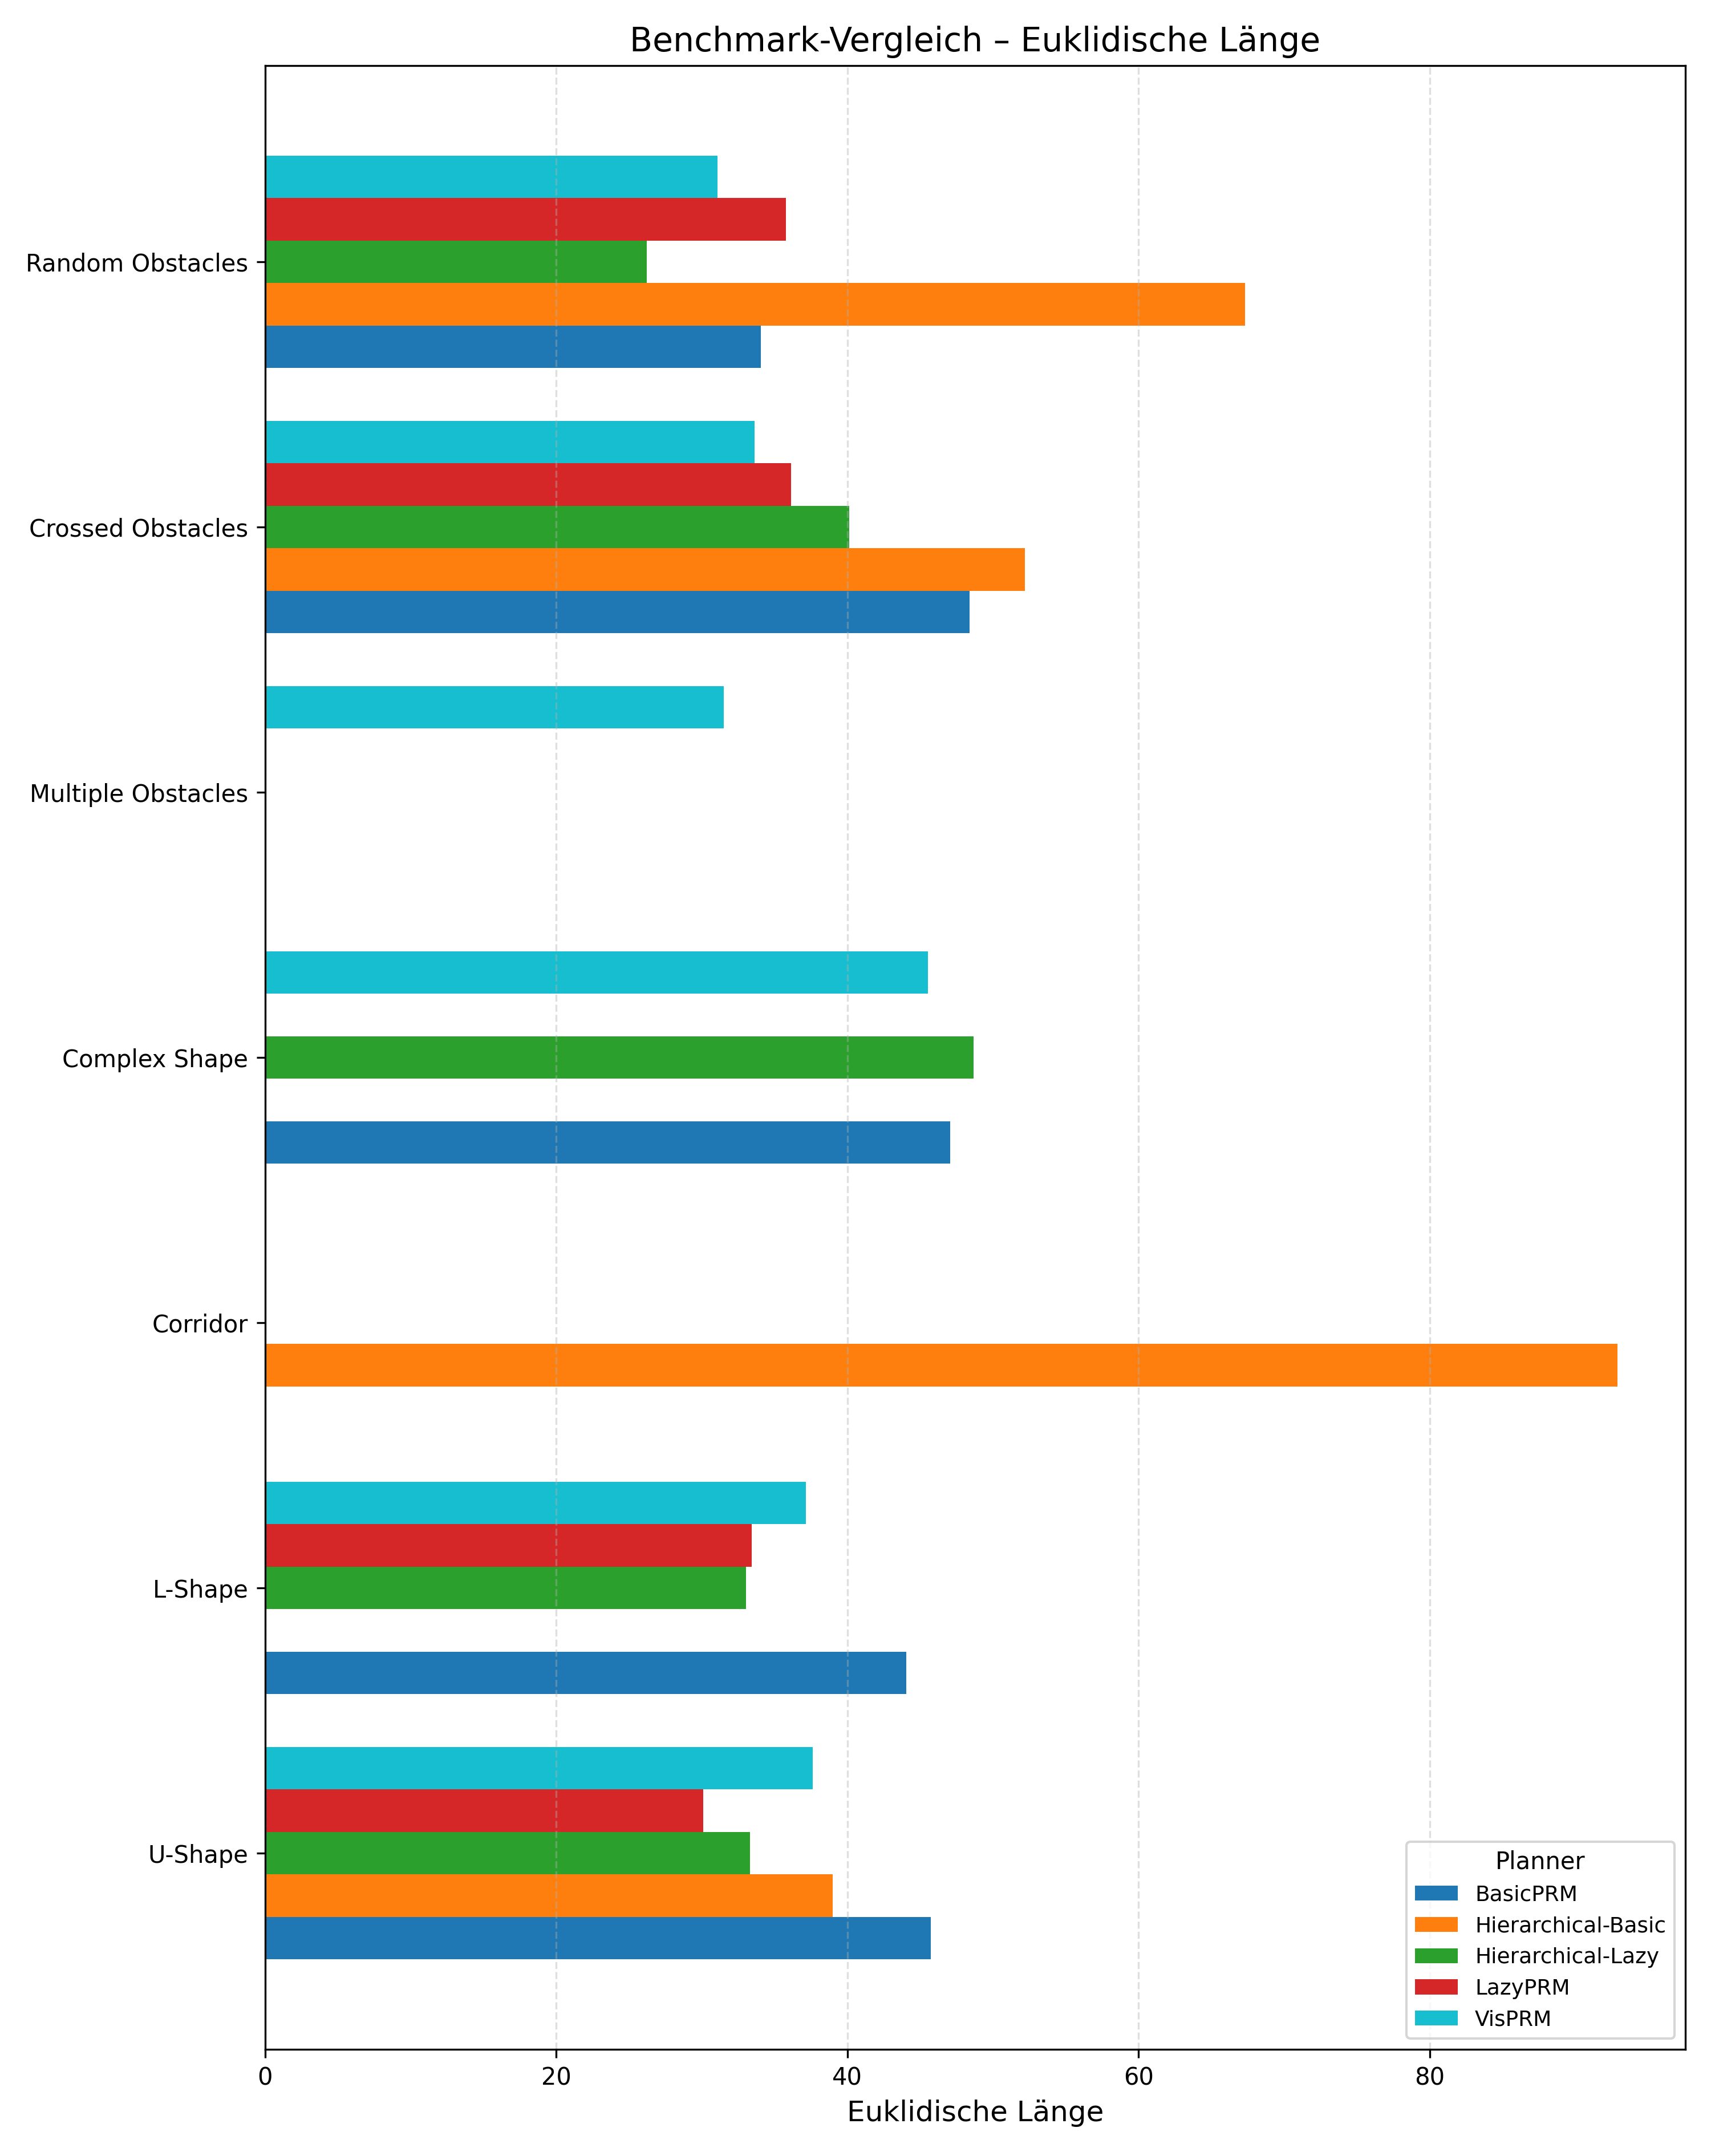 Benchmark-Vergleich – Euklidische Länge
Random Obstacles
Crossed Obstacles
Multiple Obstacles
Complex Shape
Corridor
L-Shape
U-Shape
Planner
BasicPRM
Hierarchical-Basic
Hierarchical-Lazy
LazyPRM
VisPRM
0 20 40 60 80
Euklidische Länge